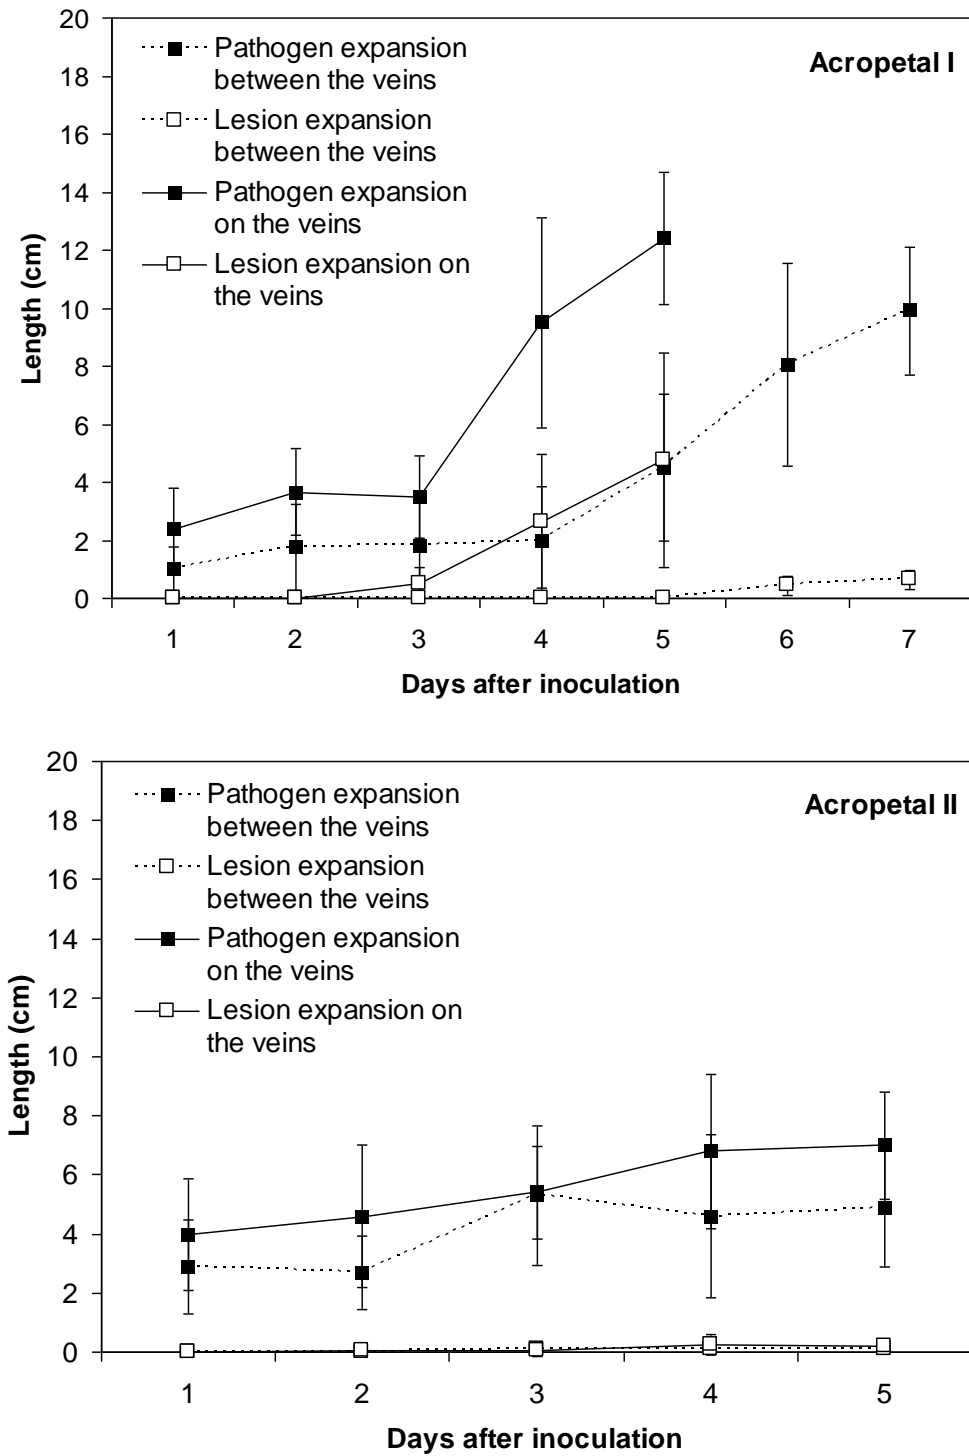 20
18
16
14
12
10
8
6
4
2
0
Length (cm)
Pathogen expansion
between the veins
Lesion expansion
between the veins
Pathogen expansion
on the veins
Lesion expansion on
the veins
Acropetal I
1 2 3 4 5 6 7
Days after inoculation
20
18
16
14
12
10
8
6
4
2
0
Length (cm)
Pathogen expansion
between the veins
Lesion expansion
between the veins
Pathogen expansion
on the veins
Lesion expansion on
the veins
Acropetal II
1 2 3 4 5
Days after inoculation